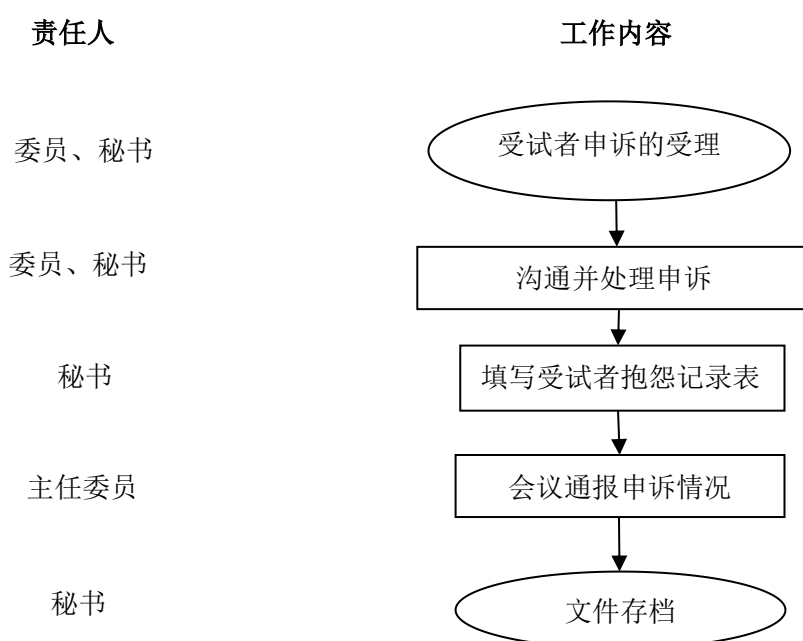 责任人 工作内容
委员、秘书 受试者申诉的受理
委员、秘书 沟通并处理申诉
秘书 填写受试者抱怨记录表
主任委员 会议通报申诉情况
秘书 文件存档